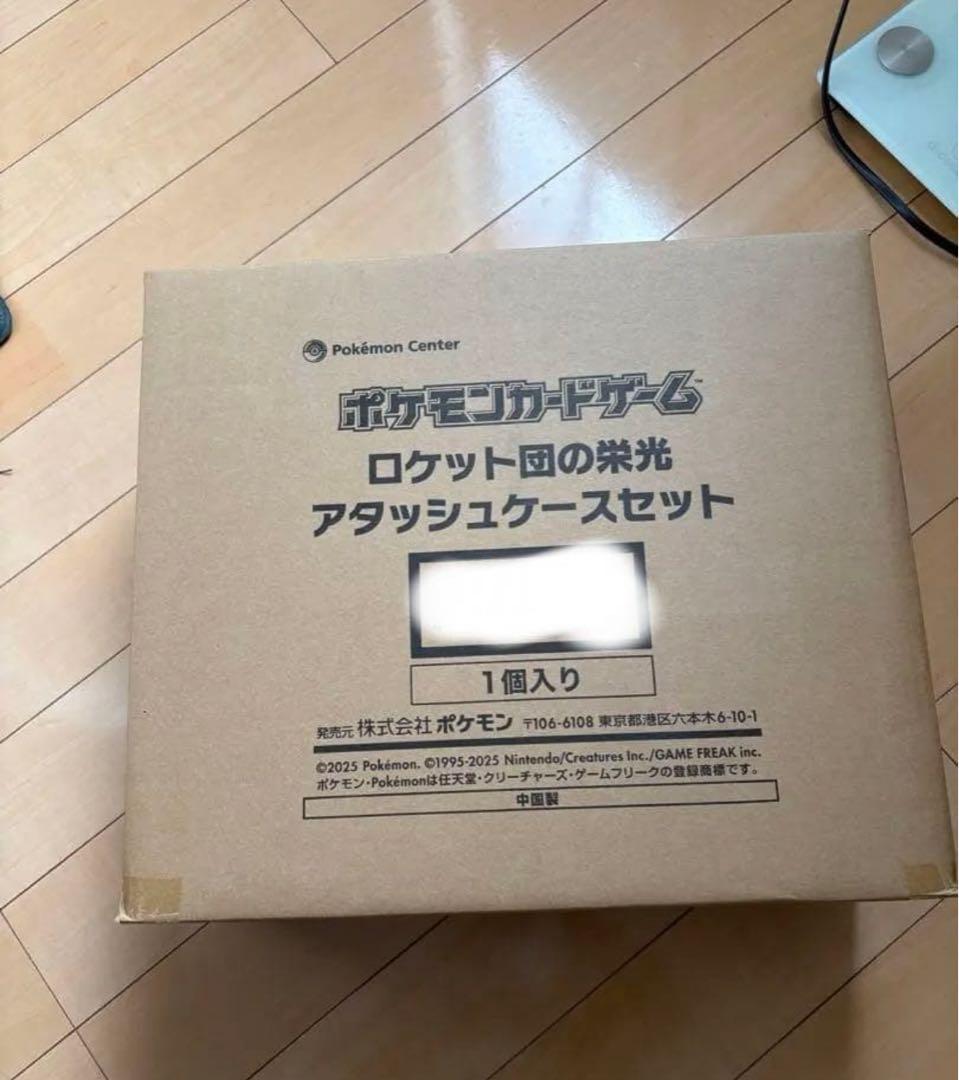 Pokémon Center
ポケモンカードゲーム
ロケット団の栄光
アタッシュケースセット
1個入り
発売元 株式会社ポケモン 〒106-6108 東京都港区六本木6-10-1
©2025 Pokémon. ©1995-2025 Nintendo/Creatures Inc./GAME FREAK inc.
ポケモン・Pokémonは任天堂・クリーチャーズ・ゲームフリークの登録商標です。
中国製